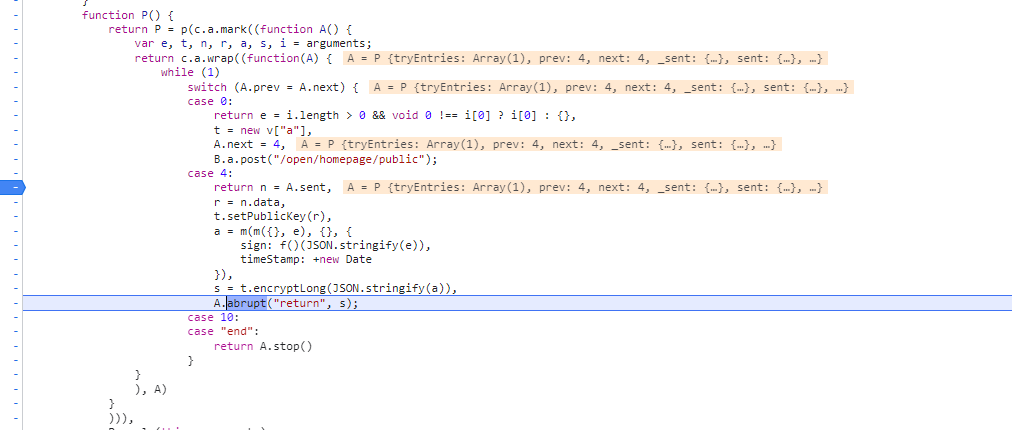 }
function P() {
return P = p(c.a.mark((function A() {
var e, t, n, r, a, s, i = arguments;
return c.a.wrap((function(A) { A = P {tryEntries: Array(1), prev: 4, next: 4, _sent: {…}, sent: {…}, …}
while (1)
switch (A.prev = A.next) { A = P {tryEntries: Array(1), prev: 4, next: 4, _sent: {…}, sent: {…}, …}
case 0:
return e = i.length > 0 && void 0 !== i[0] ? i[0] : {},
t = new v["a"],
A.next = 4, A = P {tryEntries: Array(1), prev: 4, next: 4, _sent: {…}, sent: {…}, …}
B.a.post("/open/homepage/public");
case 4:
return n = A.sent, A = P {tryEntries: Array(1), prev: 4, next: 4, _sent: {…}, sent: {…}, …}
r = n.data,
t.setPublicKey(r),
a = m(m({}, e), {}, {
sign: f()(JSON.stringify(e)),
timeStamp: +new Date
}),
s = t.encryptLong(JSON.stringify(a)),
A.abrupt("return", s);
case 10:
case "end":
return A.stop()
}
}
), A)
}
))),